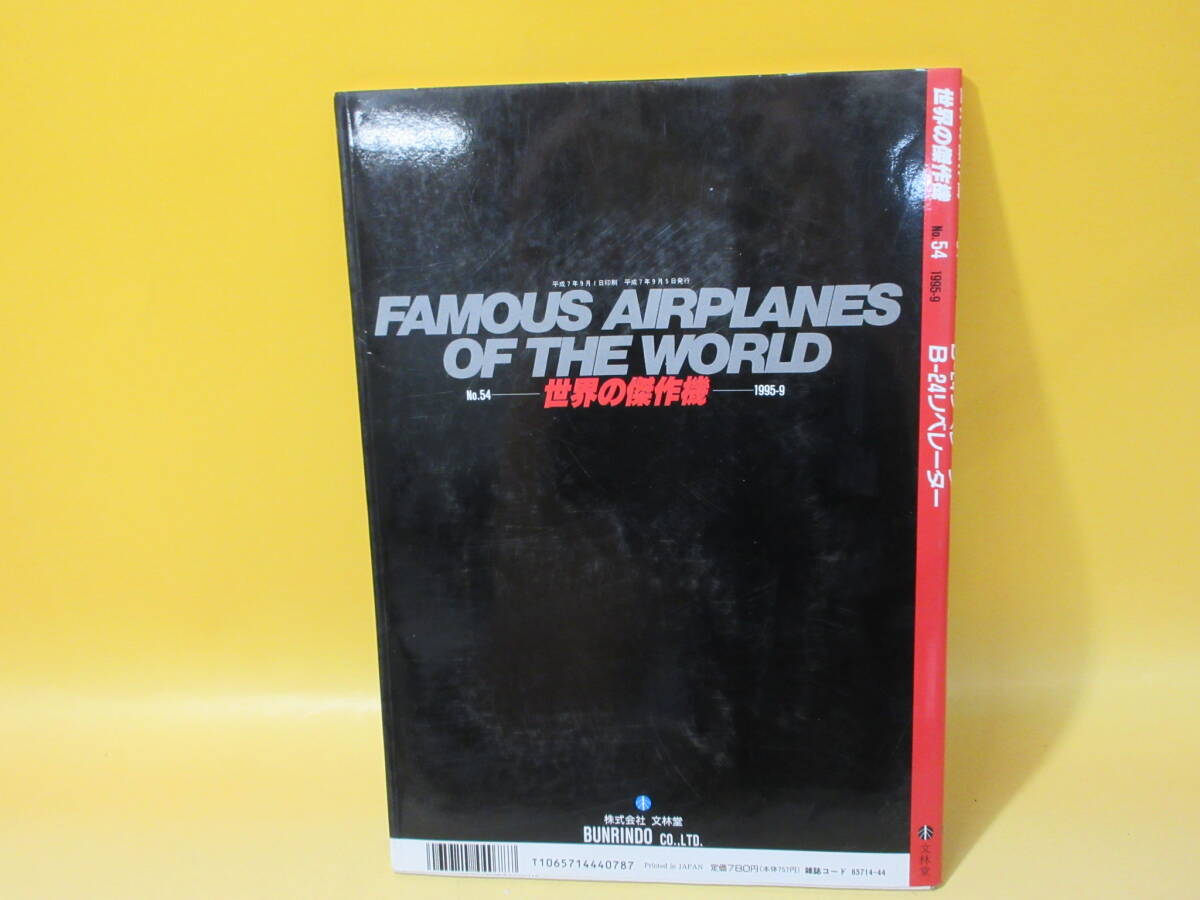 平成7年9月1日印刷 平成7年9月5日発行
FAMOUS AIRPLANES
OF THE WORLD
No.54 世界の傑作機 1995-9
株式会社 文林堂
BUNRINDO CO.,LTD.
T1065714440787 Printed in JAPAN 定価780円(本体757円) 雑誌コード 65714-44
世界の傑作機 No.54 1995-9 B-24リベレーター 文林堂